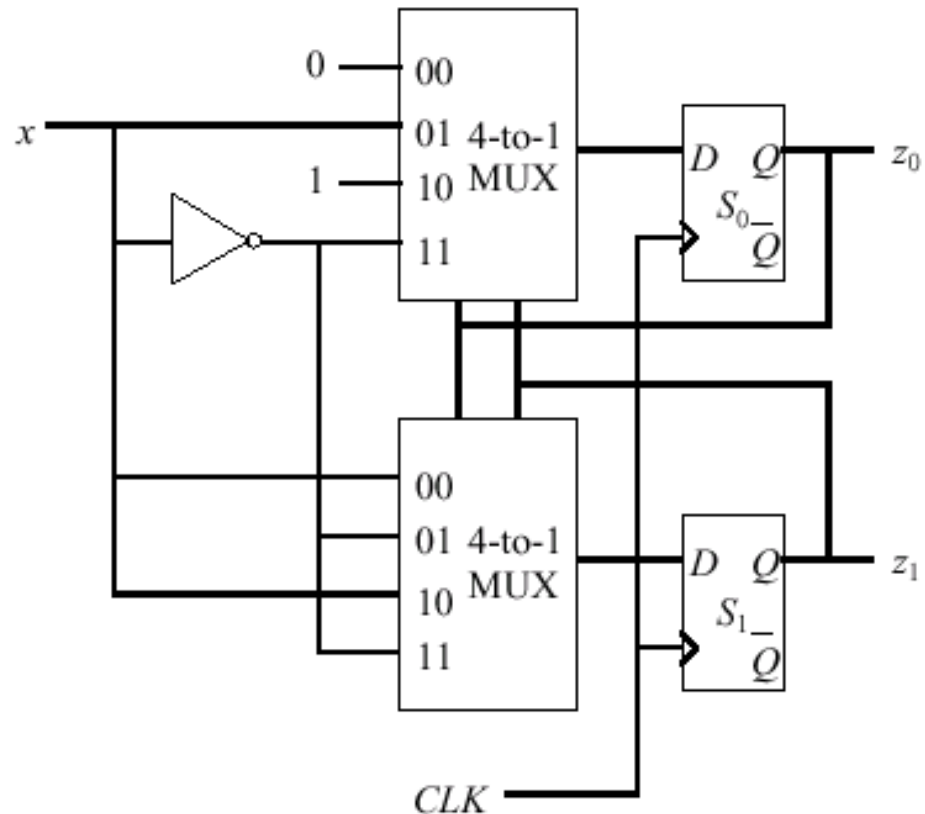 0 00
x 01 4-to-1 D Q z₀
1 10 MUX S₀ Q̅
11
00
01 4-to-1 D Q z₁
10 MUX S₁ Q̅
11
CLK